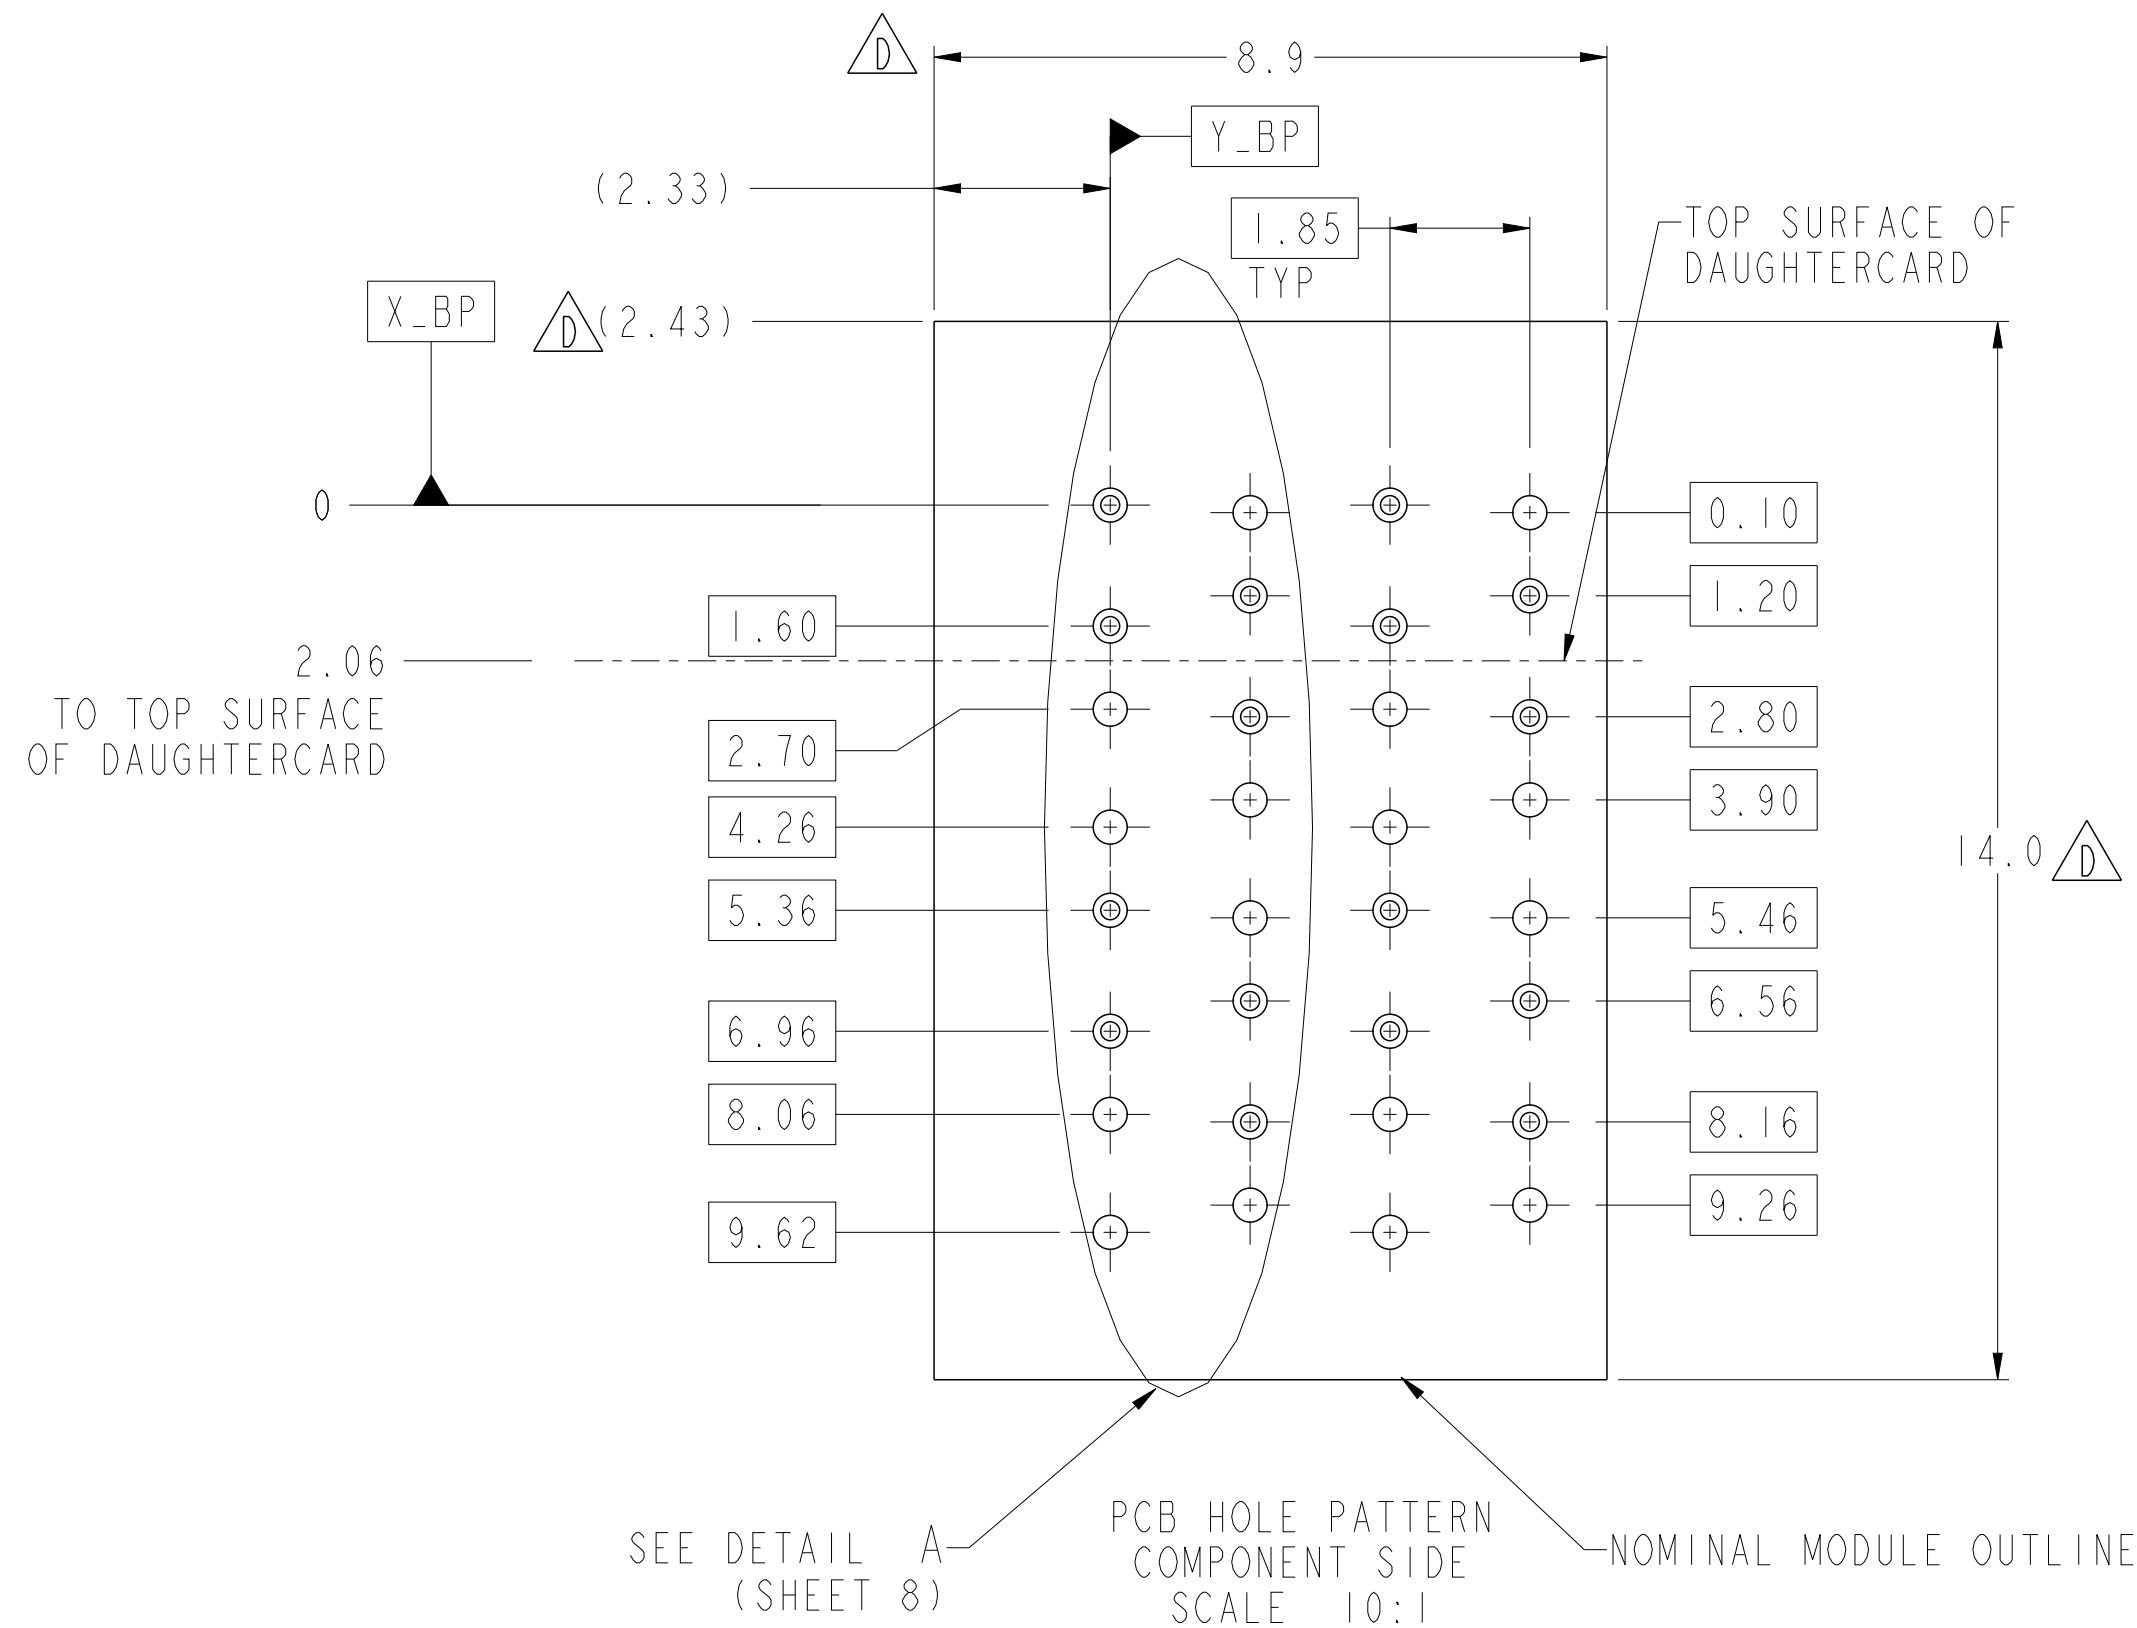 D
8.9
Y_BP
(2.33)
1.85
TYP
TOP SURFACE OF
DAUGHTERCARD
X_BP
D
(2.43)
0
0.10
1.20
1.60
2.06
TO TOP SURFACE
OF DAUGHTERCARD
2.80
2.70
3.90
4.26
14.0
D
5.36
5.46
6.56
6.96
8.06
8.16
9.26
9.62
SEE DETAIL A
(SHEET 8)
PCB HOLE PATTERN
COMPONENT SIDE
SCALE 10:1
NOMINAL MODULE OUTLINE